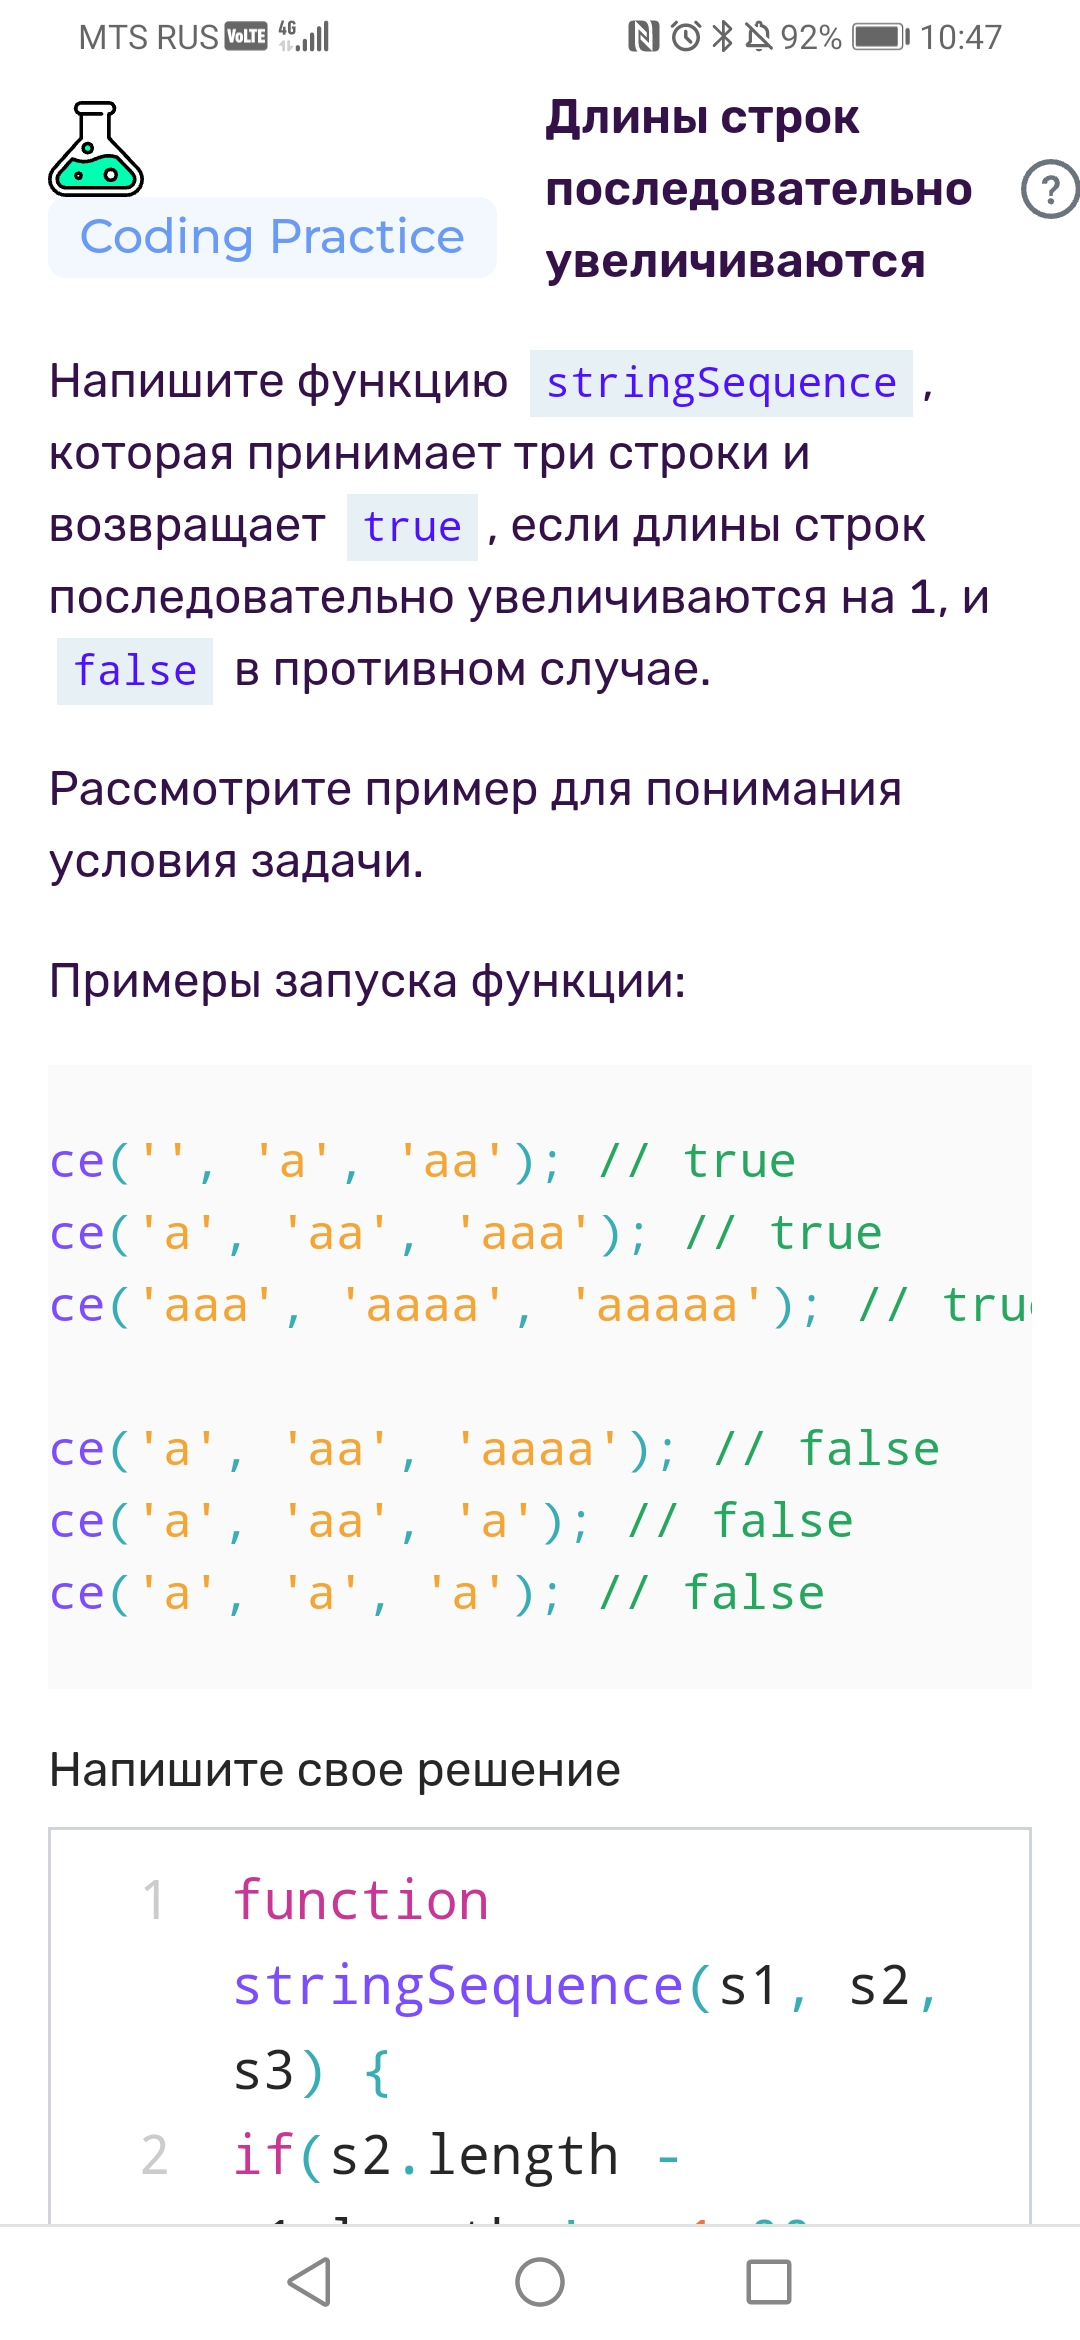 MTS RUS VoLTE 4G 92% 10:47
Длины строк
последовательно
увеличиваются
?
Coding Practice
Напишите функцию stringSequence ,
которая принимает три строки и
возвращает true , если длины строк
последовательно увеличиваются на 1, и
false в противном случае.
Рассмотрите пример для понимания
условия задачи.
Примеры запуска функции:
ce('', 'a', 'aa'); // true
ce('a', 'aa', 'aaa'); // true
ce('aaa', 'aaaa', 'aaaaa'); // tru
ce('a', 'aa', 'aaaa'); // false
ce('a', 'aa', 'a'); // false
ce('a', 'a', 'a'); // false
Напишите свое решение
1 function
stringSequence(s1, s2,
s3) {
2 if(s2.length -